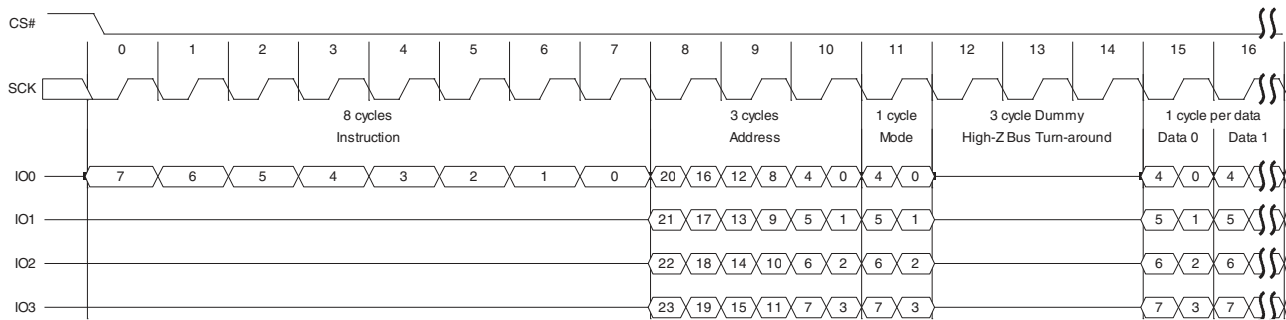 CS#
0 1 2 3 4 5 6 7 8 9 10 11 12 13 14 15 16
SCK
8 cycles 3 cycles 1 cycle 3 cycle Dummy 1 cycle per data
Instruction Address Mode High-Z Bus Turn-around Data 0 Data 1
IO0 7 6 5 4 3 2 1 0 20 16 12 8 4 0 4 0 4 0 4
IO1 21 17 13 9 5 1 5 1 5 1 5
IO2 22 18 14 10 6 2 6 2 6 2 6
IO3 23 19 15 11 7 3 7 3 7 3 7